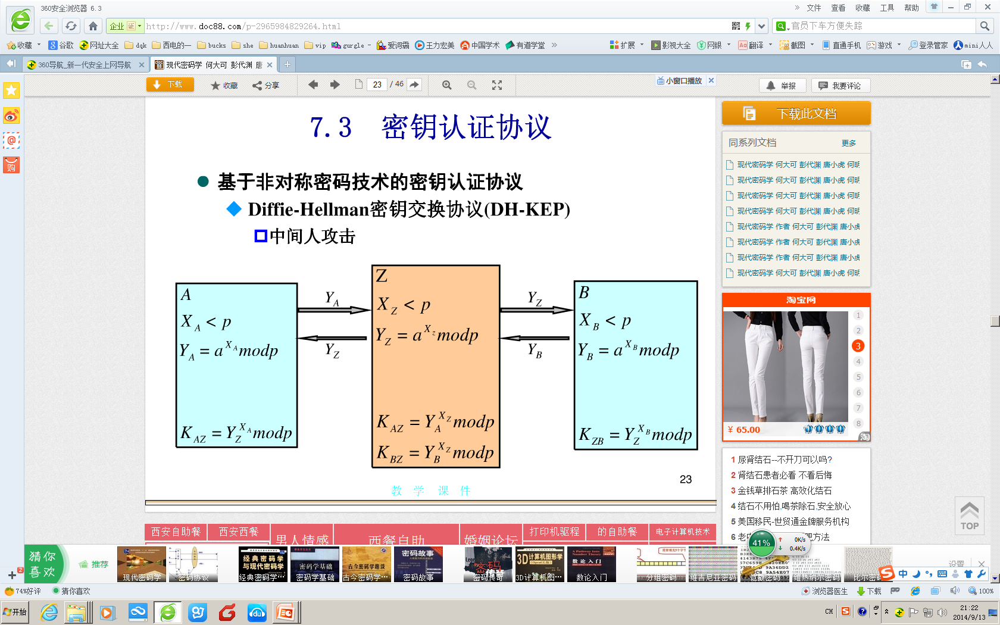 360安全浏览器 6.3
» 文件 查看 收藏 工具 帮助
企业 证 http://www.doc88.com/p-2965984829264.html
官员下车方便失踪
收藏 谷歌 网址大全 dqk 西电的一 bucks she huanhuan vip gurgle - 爱词霸 王力宏美 中国学术 有道学堂 » 扩展 影视大全 网银 翻译 截图 直通手机 游戏 登录管家 mini人人
360导航_新一代安全上网导航
现代密码学 何大可 彭代渊 唐
下载 收藏 分享 23 / 46
小窗口播放
举报 我要评论
7.3 密钥认证协议
基于非对称密码技术的密钥认证协议
Diffie-Hellman密钥交换协议(DH-KEP)
中间人攻击
A
X_A < p
Y_A = a^{X_A} modp
K_AZ = Y_Z^{X_A} modp
Y_A
Y_Z
Z
X_Z < p
Y_Z = a^{X_z} modp
K_AZ = Y_A^{X_Z} modp
K_BZ = Y_B^{X_Z} modp
Y_Z
Y_B
B
X_B < p
Y_B = a^{X_B} modp
K_ZB = Y_Z^{X_B} modp
23
教 学 课 件
下载此文档
同系列文档 更多
现代密码学 何大可 彭代渊 唐小虎 何明
现代密码学 何大可 彭代渊 唐小虎 何明
现代密码学 何大可 彭代渊 唐小虎 何明
现代密码学 何大可 彭代渊 唐小虎 何明
现代密码学 作者 何大可 彭代渊 唐小虎
现代密码学 作者 何大可 彭代渊 唐小虎
现代密码学 作者 何大可 彭代渊 唐小虎
现代密码学 何大可 彭代渊 唐小虎 何明
淘宝网
1
2
3
4
5
6
7
8
¥ 65.00
淘
1 尿肾结石--不开刀可以吗?
2 肾结石患者必看 不看后悔
3 金钱草排石茶 高效化结石
4 结石不用怕,喝茶除石,安全放心
5 美国移民-世贸通金牌服务机构
6
TOP
41% 0K/s
0.4K/s
西安自助餐 西安西餐 男人情感 西餐自助 婚姻论坛 打印机驱程 的自助餐 电子计算机技术
猜你
喜欢
推荐
现代密码学 密码协议 经典密码学… 密码学基础 古今密码学… 密码故事 密码传奇 3D计算机图… 数论入门 分组密码 维吉尼亚密码 隐蔽密码 维热纳尔密码 比尔密码
经典密码学
与现代密码学
密码学基础
古今密码学趣谈
密码故事
3D计算机图形学
数论入门
设置
中
购
2
74%好评 猜你喜欢
浏览器医生 下载 100%
开始
du
CH
21:22
2014/9/13